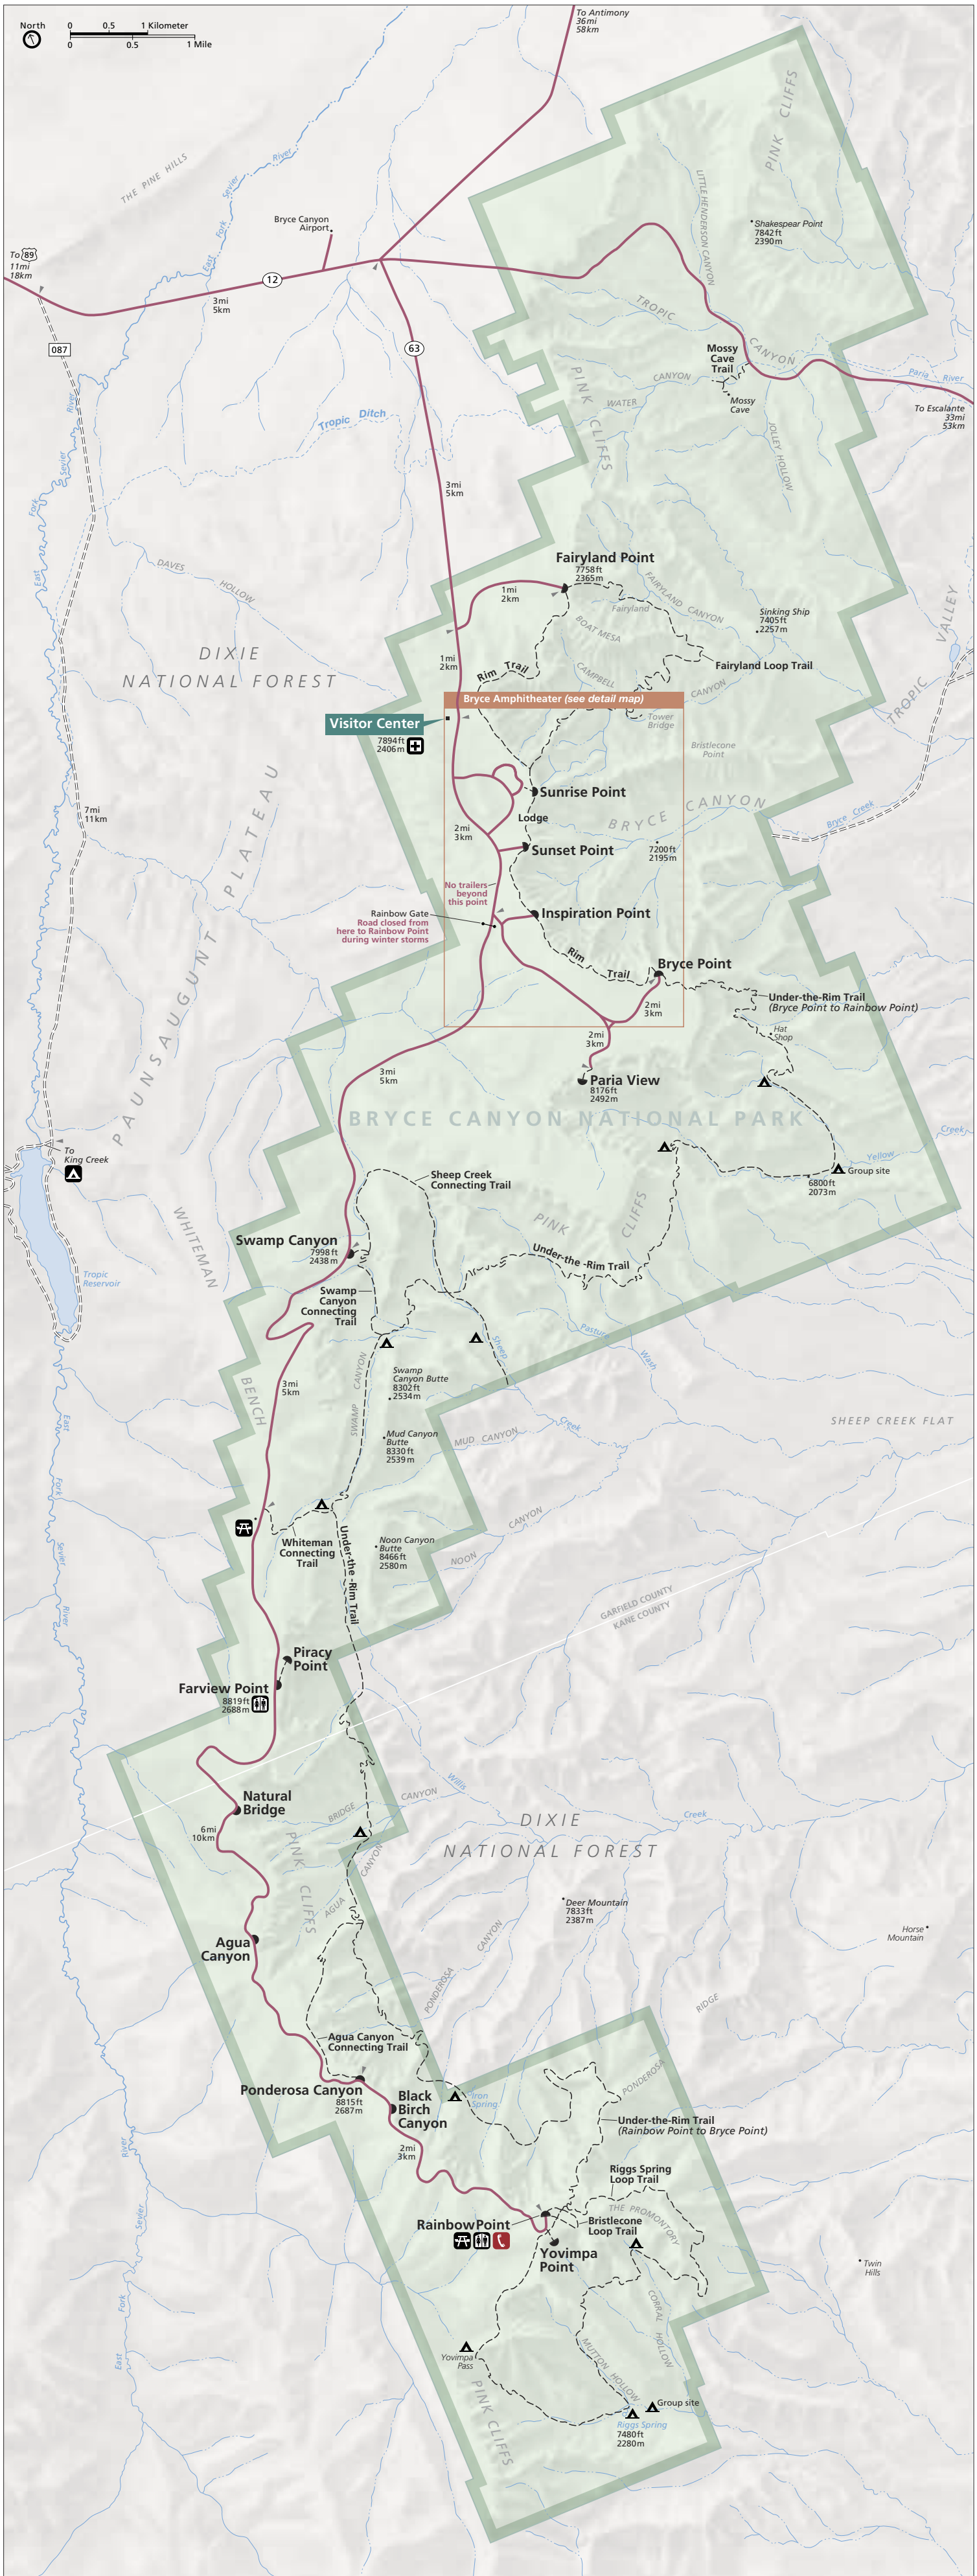 North
0 0.5 1 Kilometer
0 0.5 1 Mile
To Antimony
36mi
58km
PINK CLIFFS
THE PINE HILLS
East Fork Sevier River
LITTLE HENDERSON CANYON
Shakespear Point
7842ft
2390m
Bryce Canyon
Airport
To 89
11mi
18km
12
3mi
5km
087
63
TROPIC CANYON
Mossy
Cave
Trail
Mossy
Cave
WATER CANYON
Paria River
To Escalante
33mi
53km
PINK CLIFFS
JOLLEY HOLLOW
Tropic Ditch
East Fork Sevier River
3mi
5km
DAVES HOLLOW
Fairyland Point
7758ft
2365m
1mi
2km
FAIRYLAND CANYON
Fairyland
Sinking Ship
7405ft
2257m
BOAT MESA
TROPIC VALLEY
DIXIE
NATIONAL FOREST
1mi
2km
Rim Trail
CAMPBELL CANYON
Fairyland Loop Trail
Bryce Amphitheater (see detail map)
Visitor Center
7894ft
2406m
Tower
Bridge
Bristlecone
Point
Sunrise Point
Lodge
BRYCE CANYON
Bryce Creek
7mi
11km
2mi
3km
Sunset Point
7200ft
2195m
No trailers
beyond
this point
Rainbow Gate
Road closed from
here to Rainbow Point
during winter storms
Inspiration Point
PAUNSAUGUNT PLATEAU
Rim Trail
Bryce Point
Under-the-Rim Trail
(Bryce Point to Rainbow Point)
2mi
3km
Hat
Shop
2mi
3km
3mi
5km
Paria View
8176ft
2492m
BRYCE CANYON NATIONAL PARK
To
King Creek
Yellow Creek
Group site
6800ft
2073m
Sheep Creek
Connecting Trail
WHITEMAN BENCH
PINK CLIFFS
Swamp Canyon
7998ft
2438m
Under-the-Rim Trail
Tropic
Reservoir
Swamp
Canyon
Connecting
Trail
Sheep Creek
Pasture Wash
SWAMP CANYON
Swamp
Canyon Butte
8302ft
2534m
3mi
5km
Mud Canyon
Butte
8330ft
2539m
MUD CANYON
SHEEP CREEK FLAT
East Fork Sevier River
Whiteman
Connecting
Trail
Under-the-Rim Trail
Noon Canyon
Butte
8466ft
2580m
NOON CANYON
GARFIELD COUNTY
KANE COUNTY
Piracy
Point
Farview Point
8819ft
2688m
Natural
Bridge
BRIDGE CANYON
Willis Creek
6mi
10km
DIXIE
NATIONAL FOREST
PINK CLIFFS
AGUA CANYON
Deer Mountain
7833ft
2387m
Horse
Mountain
Agua
Canyon
PONDEROSA CANYON
PONDEROSA RIDGE
Agua Canyon
Connecting Trail
Ponderosa Canyon
8815ft
2687m
Black
Birch
Canyon
Iron
Spring
Under-the-Rim Trail
(Rainbow Point to Bryce Point)
2mi
3km
Riggs Spring
Loop Trail
THE PROMONTORY
Rainbow Point
Bristlecone
Loop Trail
Yovimpa
Point
Twin
Hills
East Fork Sevier River
CORRAL HOLLOW
Yovimpa
Pass
MUTTON HOLLOW
PINK CLIFFS
Group site
Riggs Spring
7480ft
2280m